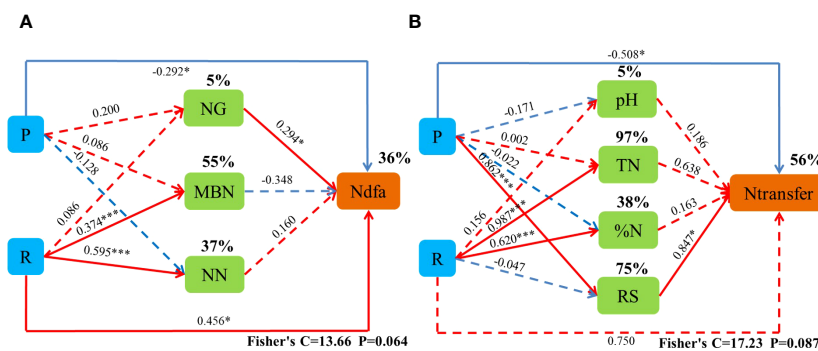 A
-0.292*
5%
NG
0.200
P
0.086
-0.128
0.294*
36%
55%
MBN
-0.348
Ndfa
0.086
0.374***
37%
0.160
R
0.595***
NN
0.456*
Fisher's C=13.66 P=0.064
B
-0.508*
5%
pH
-0.171
P
0.002
-0.022
0.862***
0.186
97%
TN
0.638
56%
Ntransfer
0.156
0.987***
38%
%N
0.163
R
0.620***
75%
0.847*
-0.047
RS
0.750
Fisher's C=17.23 P=0.087